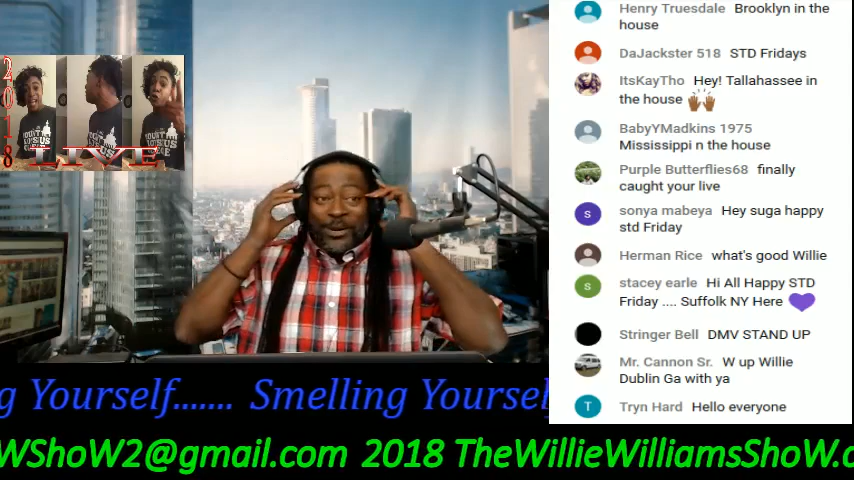 2018
LIVE
Henry Truesdale Brooklyn in the
house
DaJackster 518 STD Fridays
ItsKayTho Hey! Tallahassee in
the house 🙌🏾
BabyYMadkins 1975
Mississippi n the house
Purple Butterflies68 finally
caught your live
S sonya mabeya Hey suga happy
std Friday
Herman Rice what's good Willie
S stacey earle Hi All Happy STD
Friday .... Suffolk NY Here 💜
Stringer Bell DMV STAND UP
Mr. Cannon Sr. W up Willie
Dublin Ga with ya
T Tryn Hard Hello everyone
g Yourself....... Smelling Yoursel
WShoW2@gmail.com 2018 TheWillieWilliamsShoW.c